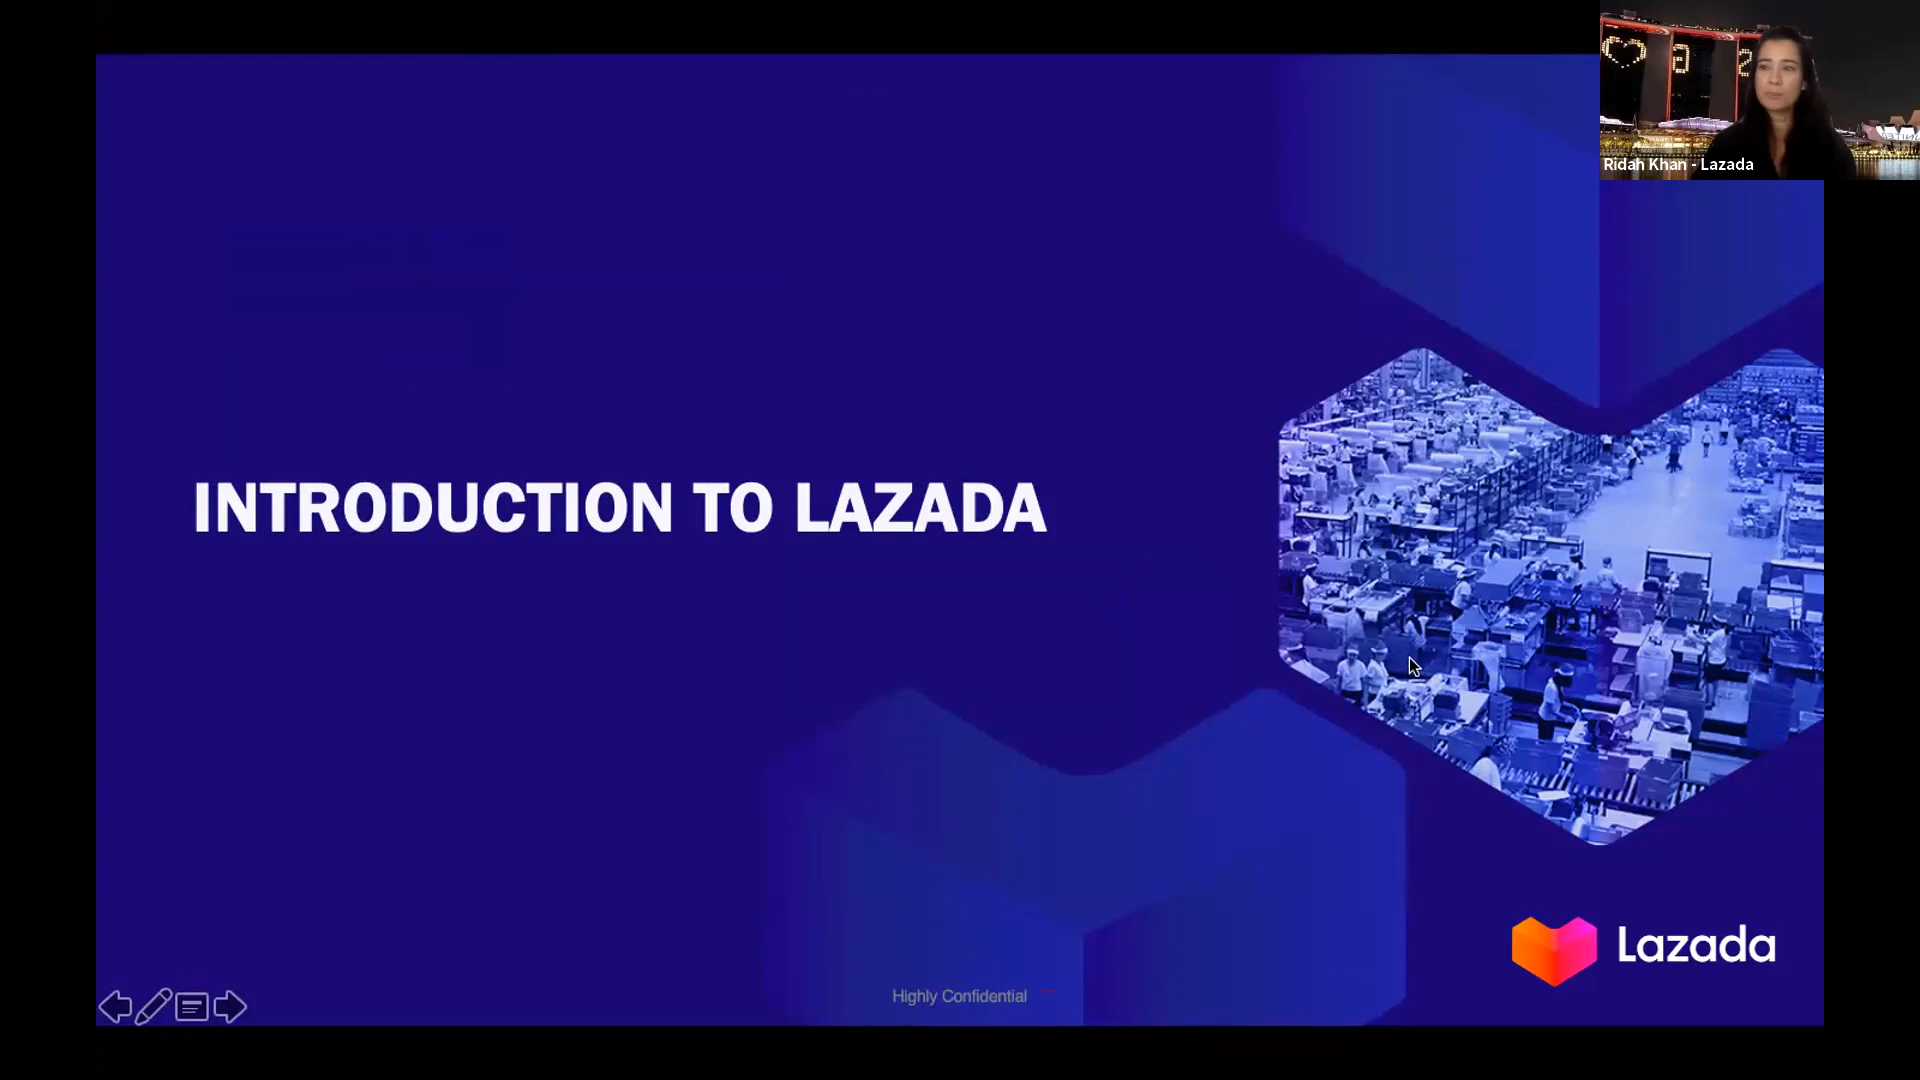 Ridah Khan - Lazada
INTRODUCTION TO LAZADA
Lazada
Highly Confidential